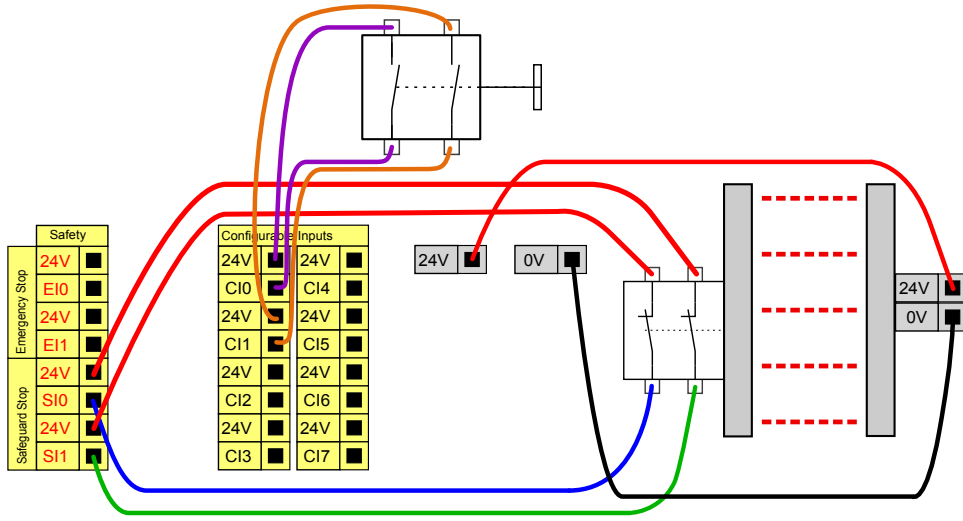 Safety
Emergency Stop
24V
EI0
24V
EI1
Safeguard Stop
24V
SI0
24V
SI1
Configurable Inputs
24V 24V
CI0 CI4
24V 24V
CI1 CI5
24V 24V
CI2 CI6
24V 24V
CI3 CI7
24V 0V
24V
0V